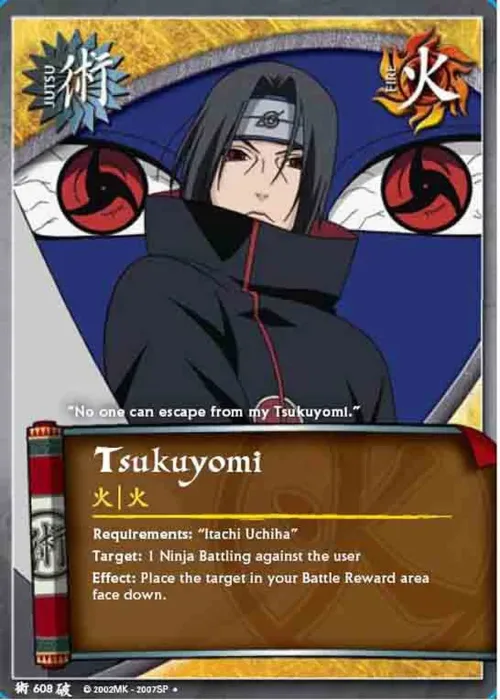 JUTSU 術
FIRE 火
"No one can escape from my Tsukuyomi."
Tsukuyomi
火|火
Requirements: "Itachi Uchiha"
Target: 1 Ninja Battling against the user
Effect: Place the target in your Battle Reward area
face down.
術
術 608 破 © 2002MK - 2007SP